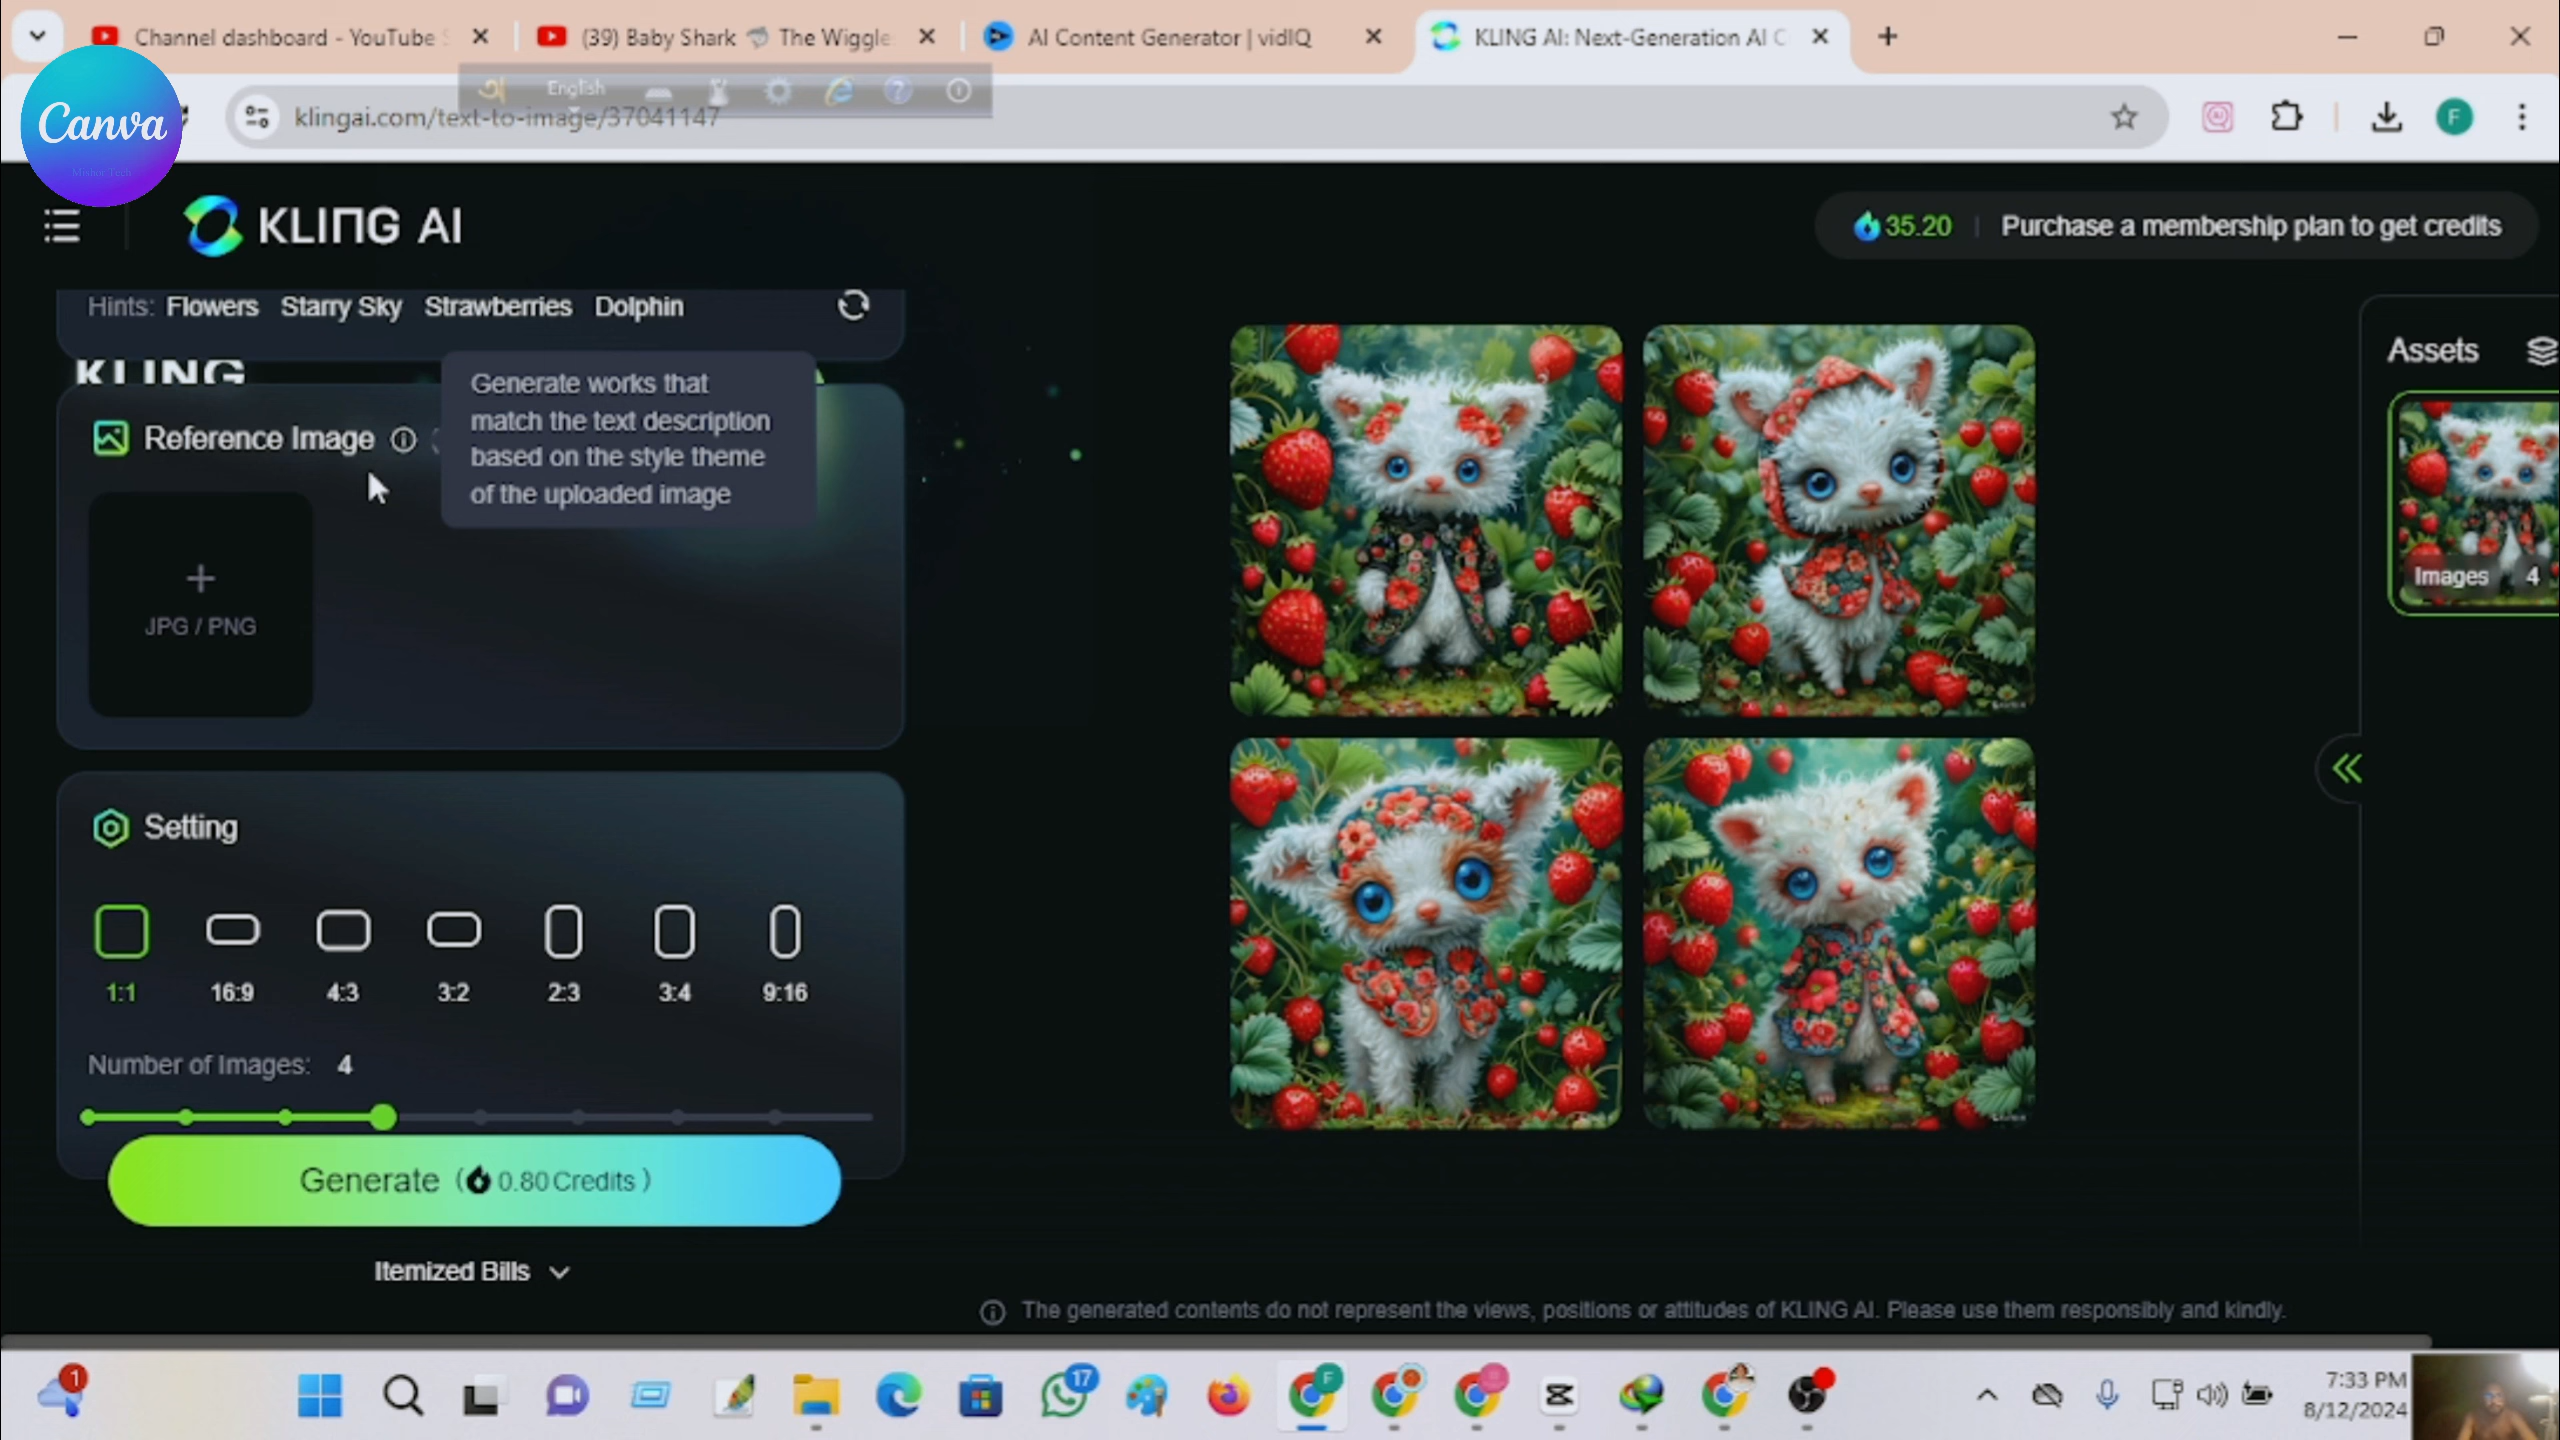 Channel dashboard - YouTube S
(39) Baby Shark 🦈 The Wiggle
AI Content Generator | vidIQ
KLING AI: Next-Generation AI C
English
klingai.com/text-to-image/37041147
F
Canva
Mishor.Tech
KLING AI
35.20
Purchase a membership plan to get credits
Hints: Flowers Starry Sky Strawberries Dolphin
KLING
Generate works that
match the text description
based on the style theme
of the uploaded image
Reference Image
JPG / PNG
Assets
Images 4
Setting
1:1 16:9 4:3 3:2 2:3 3:4 9:16
Number of Images: 4
Generate ( 0.80 Credits )
Itemized Bills
The generated contents do not represent the views, positions or attitudes of KLING AI. Please use them responsibly and kindly.
1
17
F
7:33 PM
8/12/2024